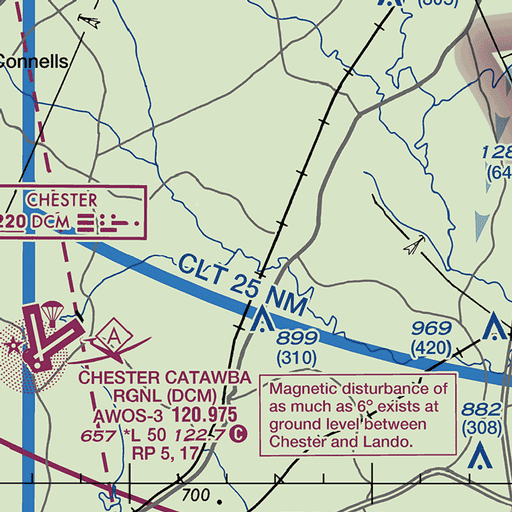 (803)
Connells
128
(64
CHESTER
220 DCM
CLT 25 NM
899
(310)
969
(420)
A
CHESTER CATAWBA
RGNL (DCM)
AWOS-3 120.975
657 *L 50 122.7 C
RP 5, 17
Magnetic disturbance of
as much as 6° exists at
ground level between
Chester and Lando.
882
(308)
700